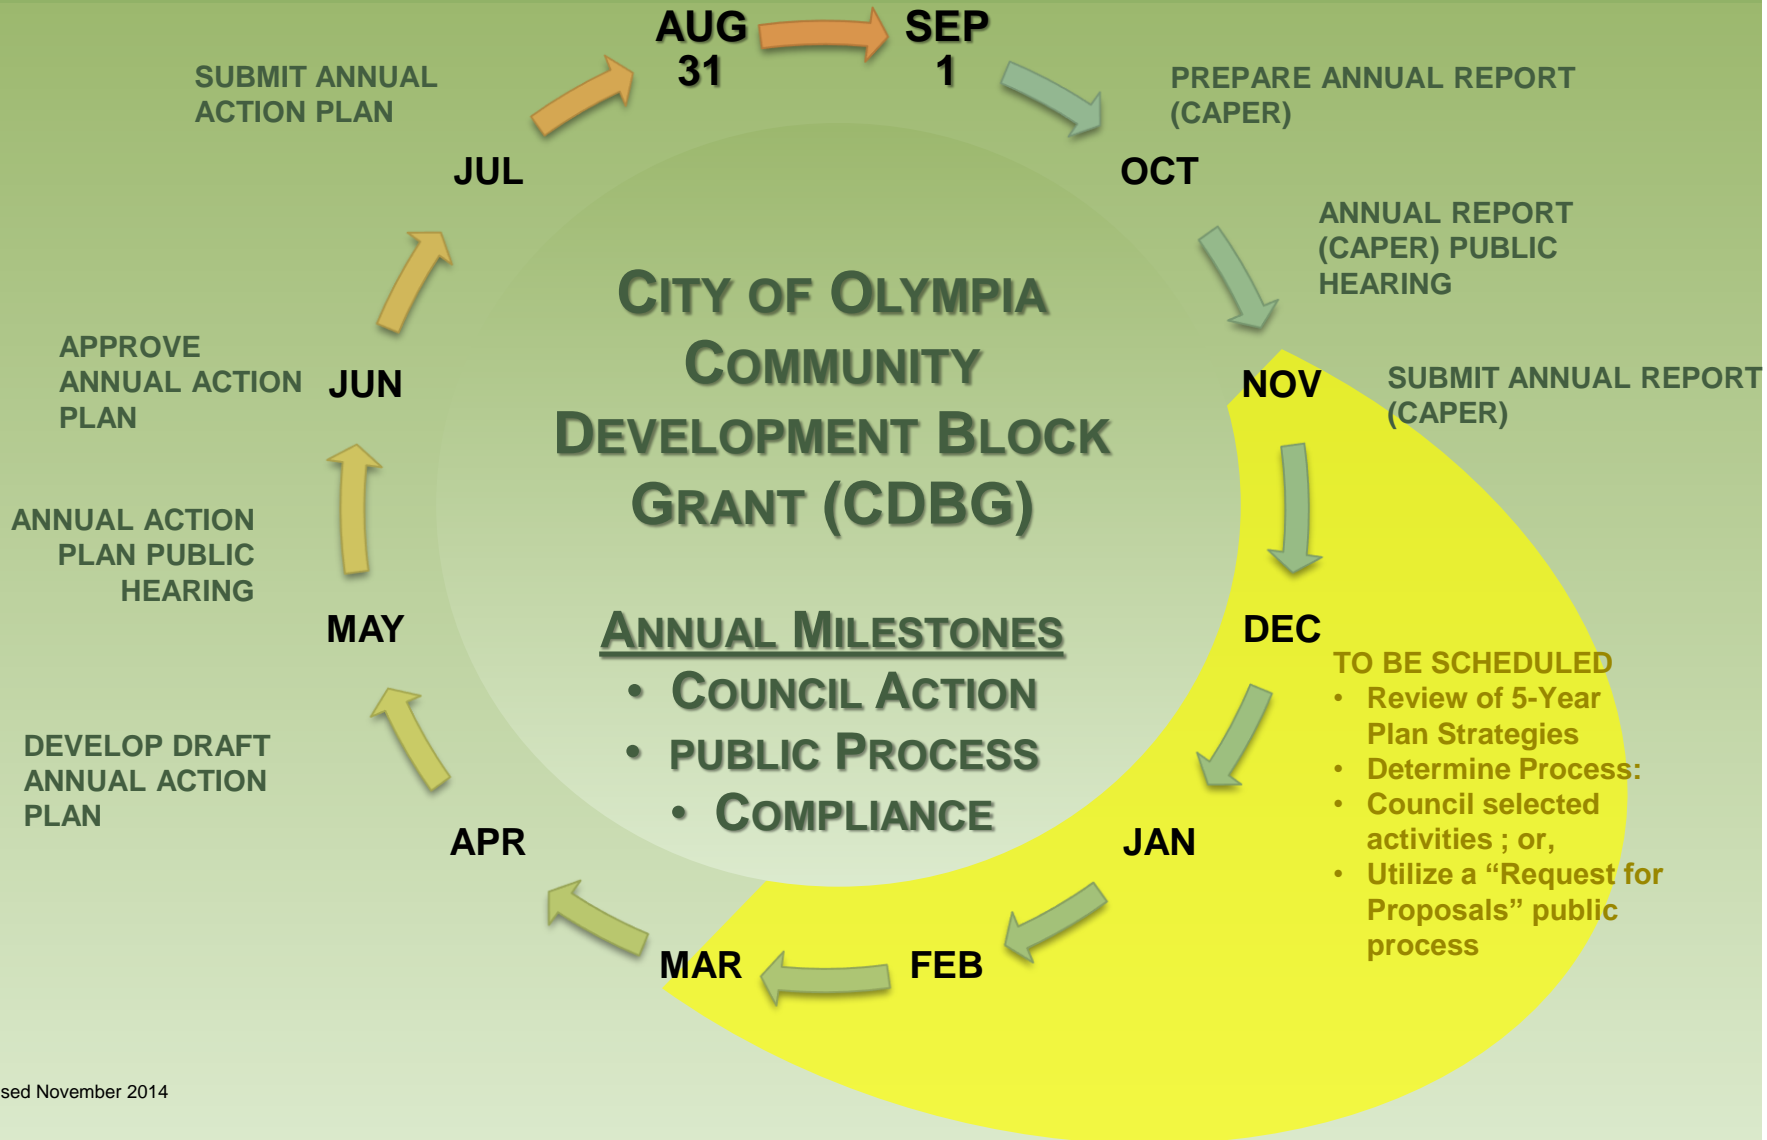 CITY OF OLYMPIA
COMMUNITY
DEVELOPMENT BLOCK
GRANT (CDBG)
ANNUAL MILESTONES
• COUNCIL ACTION
• PUBLIC PROCESS
• COMPLIANCE
AUG
31
SEP
1
PREPARE ANNUAL REPORT
(CAPER)
OCT
ANNUAL REPORT
(CAPER) PUBLIC
HEARING
NOV
SUBMIT ANNUAL REPORT
(CAPER)
DEC
TO BE SCHEDULED
• Review of 5-Year
Plan Strategies
• Determine Process:
• Council selected
activities ; or,
• Utilize a “Request for
Proposals” public
process
JAN
FEB
MAR
APR
DEVELOP DRAFT
ANNUAL ACTION
PLAN
MAY
ANNUAL ACTION
PLAN PUBLIC
HEARING
JUN
APPROVE
ANNUAL ACTION
PLAN
JUL
SUBMIT ANNUAL
ACTION PLAN
sed November 2014